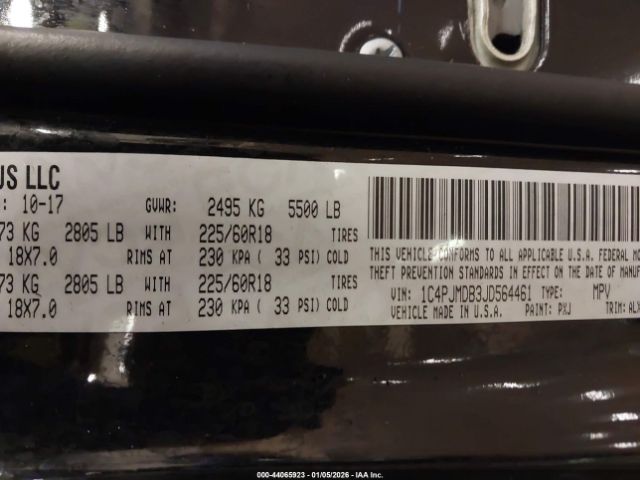 US LLC
: 10-17 GVWR: 2495 KG 5500 LB
73 KG 2805 LB WITH 225/60R18 TIRES
18X7.0 RIMS AT 230 KPA ( 33 PSI) COLD
73 KG 2805 LB WITH 225/60R18 TIRES
18X7.0 RIMS AT 230 KPA ( 33 PSI) COLD
THIS VEHICLE CONFORMS TO ALL APPLICABLE U.S.A. FEDERAL MO
THEFT PREVENTION STANDARDS IN EFFECT ON THE DATE OF MAN
VIN: 1C4PJMDB3JD564461 TYPE: MPV
VEHICLE MADE IN U.S.A. PAINT: PXJ TRIM: ALX
000-44065923 - 01/05/2026 - IAA Inc.